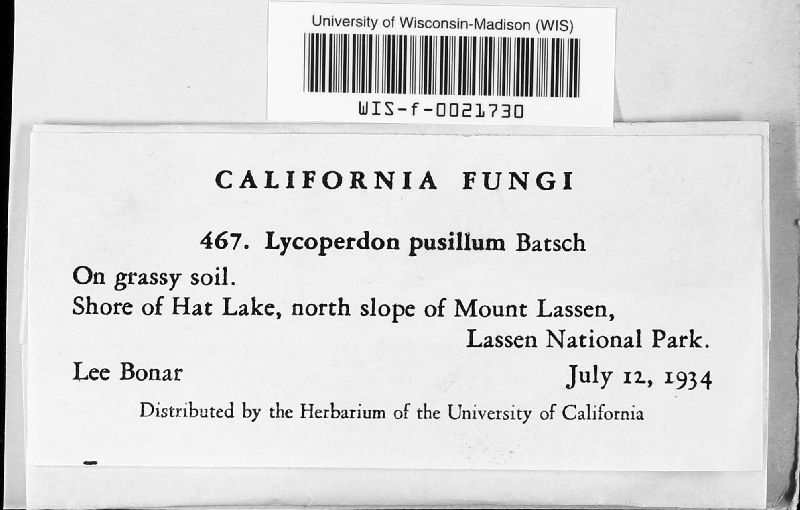 University of Wisconsin-Madison (WIS)
WIS-f-0021730
CALIFORNIA FUNGI
467. Lycoperdon pusillum Batsch
On grassy soil.
Shore of Hat Lake, north slope of Mount Lassen,
Lassen National Park.
Lee Bonar July 12, 1934
Distributed by the Herbarium of the University of California